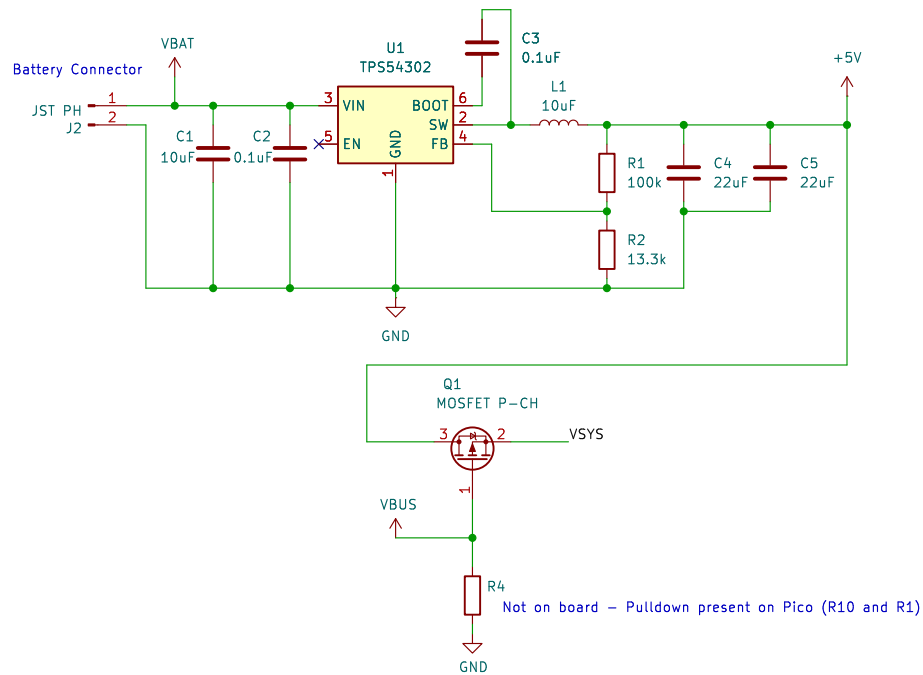 VBAT
Battery Connector
JST PH
J2
1
2
C1
10uF
C2
0.1uF
U1
TPS54302
3
VIN
5
EN
GND
1
BOOT
6
SW
2
FB
4
C3
0.1uF
L1
10uF
+5V
R1
100k
C4
22uF
C5
22uF
R2
13.3k
GND
Q1
MOSFET P-CH
3
2
VSYS
1
VBUS
R4
Not on board – Pulldown present on Pico (R10 and R1)
GND